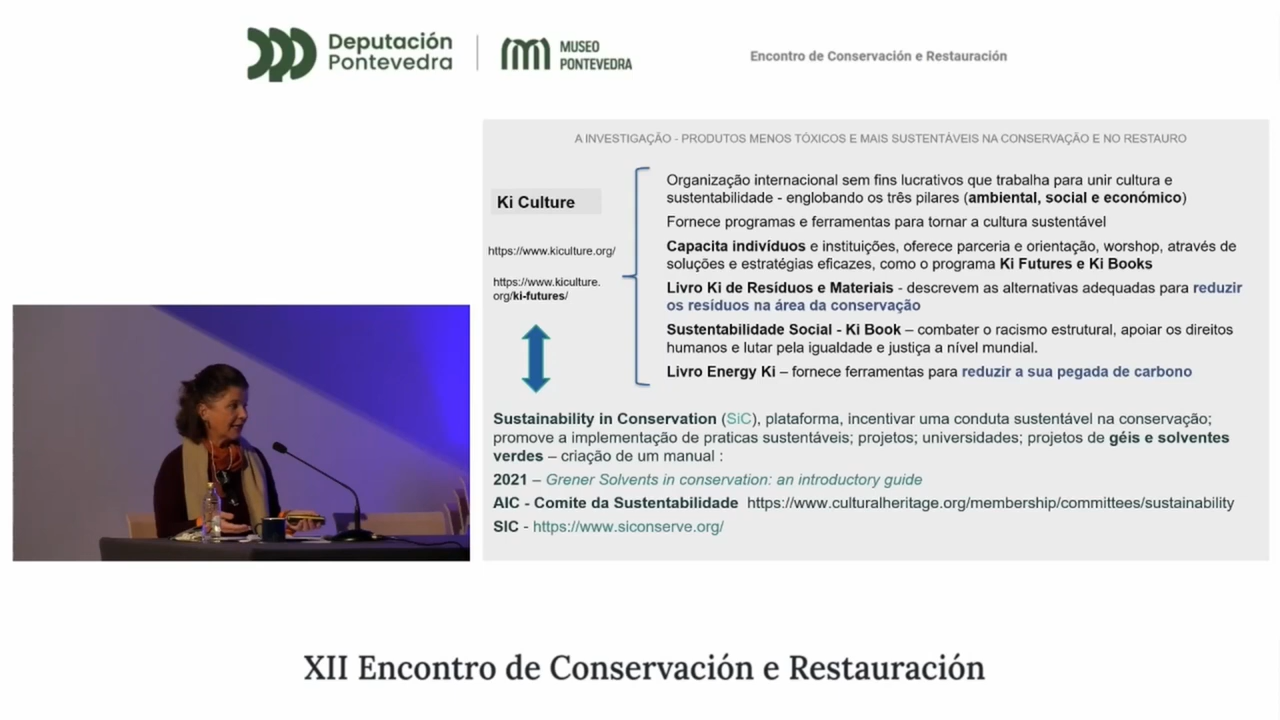 Deputación
Pontevedra
MUSEO
PONTEVEDRA
Encontro de Conservación e Restauración
A INVESTIGAÇÃO - PRODUTOS MENOS TÓXICOS E MAIS SUSTENTÁVEIS NA CONSERVAÇÃO E NO RESTAURO
Ki Culture
https://www.kiculture.org/
https://www.kiculture.
org/ki-futures/
Organização internacional sem fins lucrativos que trabalha para unir cultura e
sustentabilidade - englobando os três pilares (ambiental, social e económico)
Fornece programas e ferramentas para tornar a cultura sustentável
Capacita indivíduos e instituições, oferece parceria e orientação, worshop, através de
soluções e estratégias eficazes, como o programa Ki Futures e Ki Books
Livro Ki de Resíduos e Materiais - descrevem as alternativas adequadas para reduzir
os resíduos na área da conservação
Sustentabilidade Social - Ki Book – combater o racismo estrutural, apoiar os direitos
humanos e lutar pela igualdade e justiça a nível mundial.
Livro Energy Ki – fornece ferramentas para reduzir a sua pegada de carbono
Sustainability in Conservation (SiC), plataforma, incentivar uma conduta sustentável na conservação;
promove a implementação de praticas sustentáveis; projetos; universidades; projetos de géis e solventes
verdes – criação de um manual :
2021 – Grener Solvents in conservation: an introductory guide
AIC - Comite da Sustentabilidade https://www.culturalheritage.org/membership/committees/sustainability
SIC - https://www.siconserve.org/
XII Encontro de Conservación e Restauración